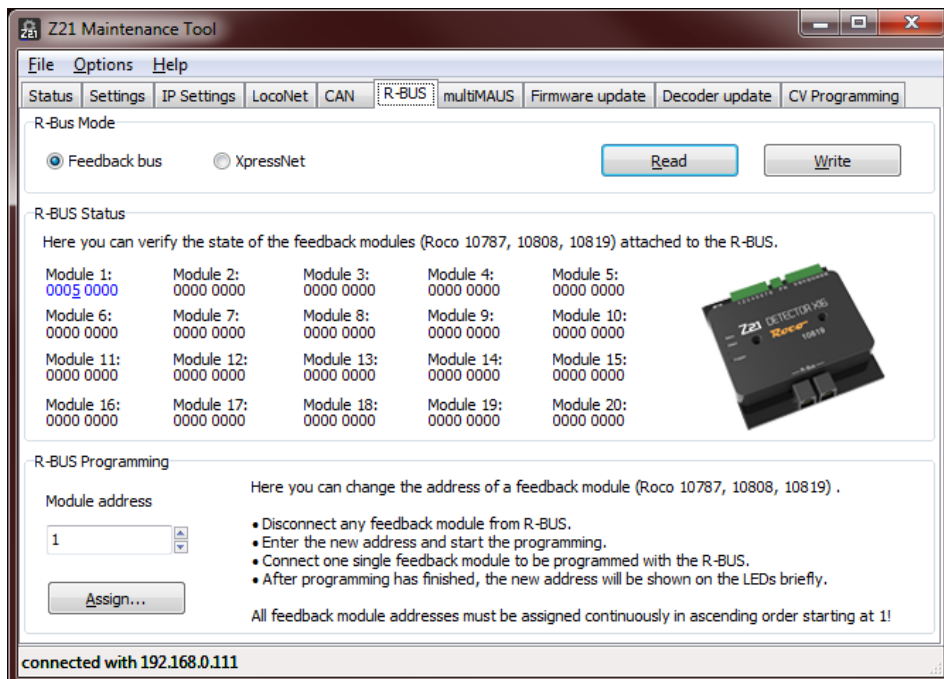 Z21 Maintenance Tool
File Options Help
Status Settings IP Settings LocoNet CAN R-BUS multiMAUS Firmware update Decoder update CV Programming
R-Bus Mode
Feedback bus XpressNet Read Write
R-BUS Status
Here you can verify the state of the feedback modules (Roco 10787, 10808, 10819) attached to the R-BUS.
Module 1: Module 2: Module 3: Module 4: Module 5:
0005 0000 0000 0000 0000 0000 0000 0000 0000 0000
Module 6: Module 7: Module 8: Module 9: Module 10:
0000 0000 0000 0000 0000 0000 0000 0000 0000 0000
Module 11: Module 12: Module 13: Module 14: Module 15:
0000 0000 0000 0000 0000 0000 0000 0000 0000 0000
Module 16: Module 17: Module 18: Module 19: Module 20:
0000 0000 0000 0000 0000 0000 0000 0000 0000 0000
Z21 DETECTOR X16
Roco 10819
R-Bus
R-BUS Programming
Module address
1
Assign...
Here you can change the address of a feedback module (Roco 10787, 10808, 10819) .
• Disconnect any feedback module from R-BUS.
• Enter the new address and start the programming.
• Connect one single feedback module to be programmed with the R-BUS.
• After programming has finished, the new address will be shown on the LEDs briefly.
All feedback module addresses must be assigned continuously in ascending order starting at 1!
connected with 192.168.0.111